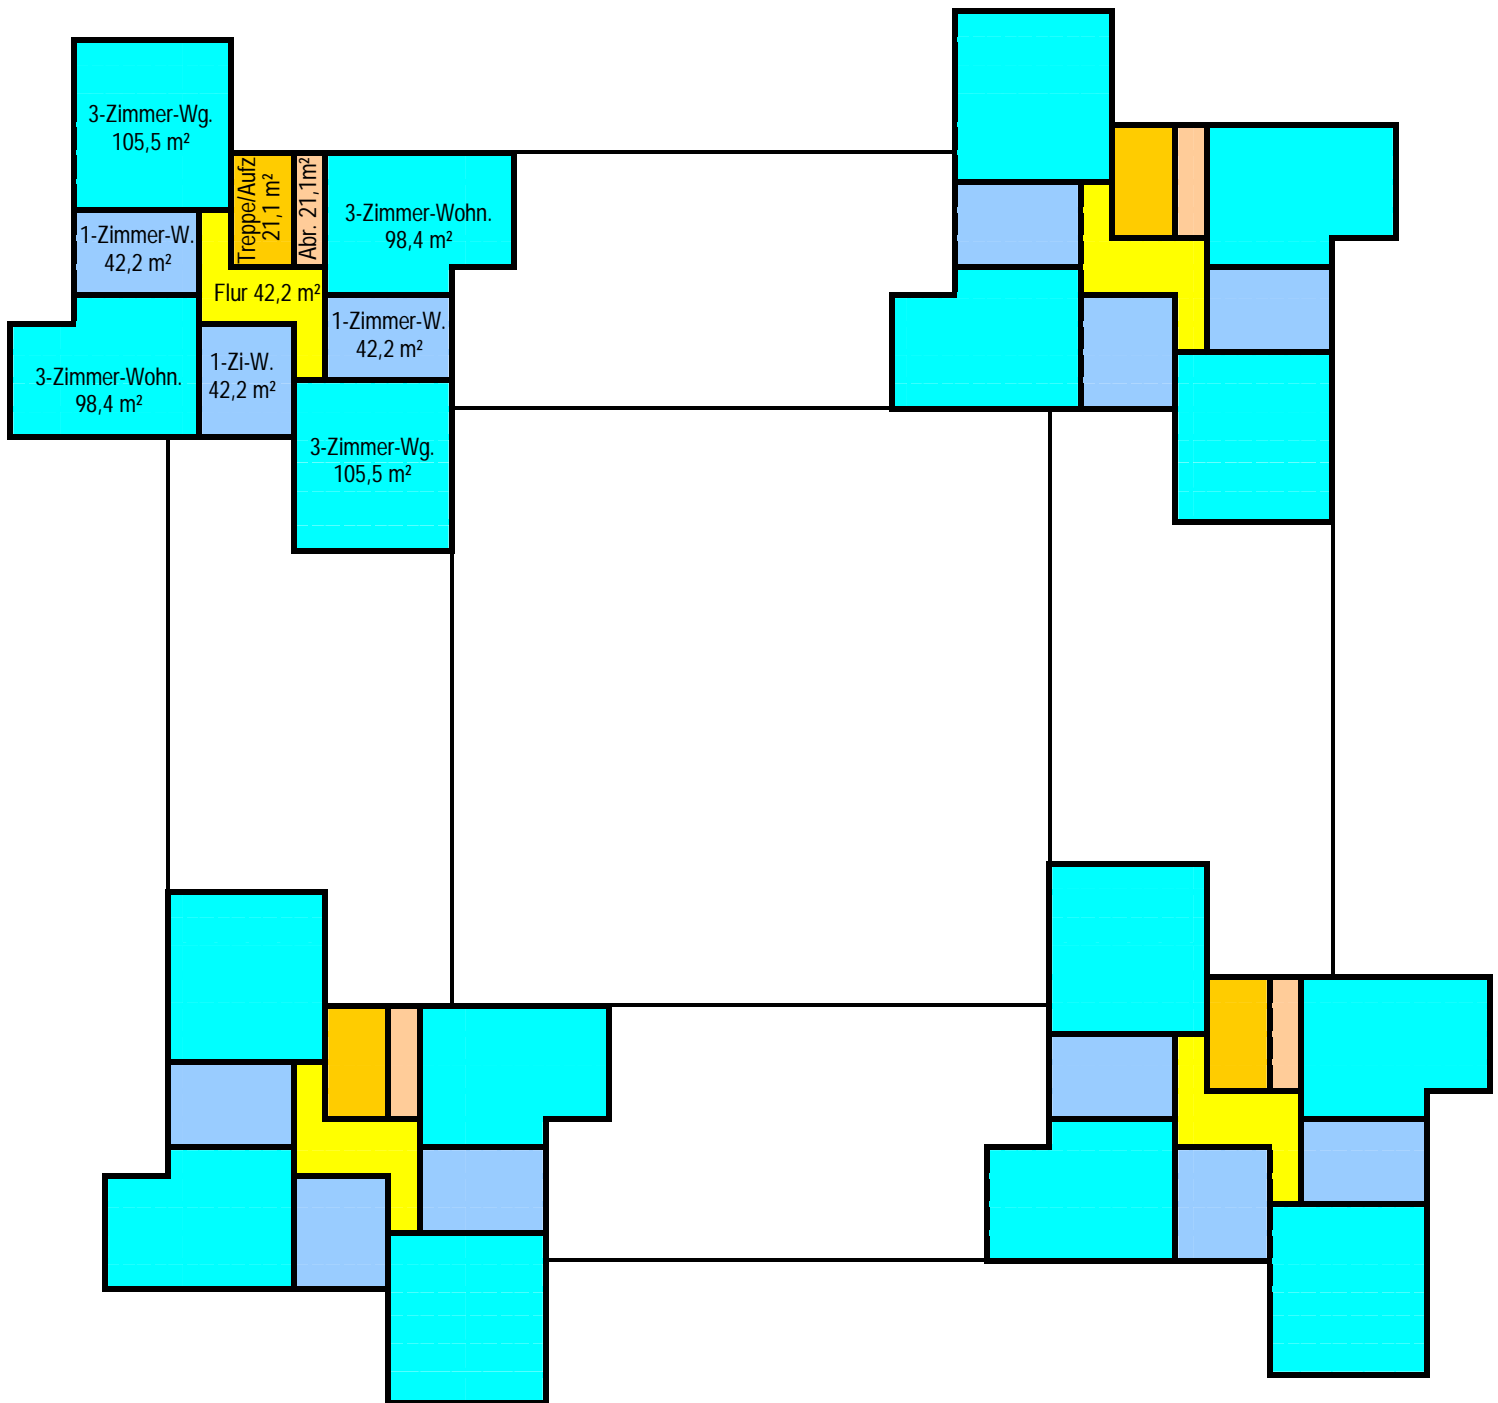 3-Zimmer-Wg.
105,5 m²
Treppe/Aufz
21,1 m²
Abr. 21,1m²
3-Zimmer-Wohn.
98,4 m²
1-Zimmer-W.
42,2 m²
Flur 42,2 m²
1-Zimmer-W.
42,2 m²
3-Zimmer-Wohn.
98,4 m²
1-Zi-W.
42,2 m²
3-Zimmer-Wg.
105,5 m²